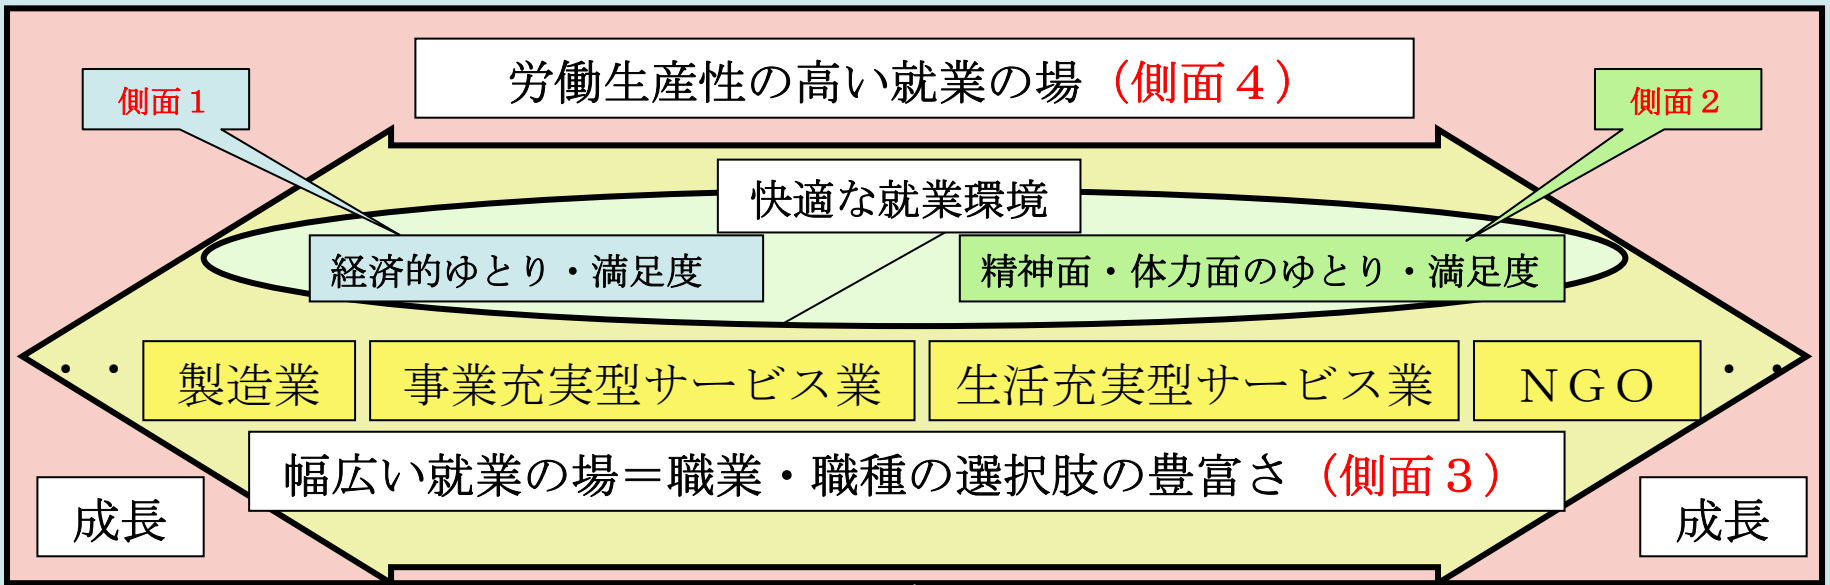 労働生産性の高い就業の場（側面４）
側面１
側面２
快適な就業環境
経済的ゆとり・満足度
精神面・体力面のゆとり・満足度
・・
製造業
事業充実型サービス業
生活充実型サービス業
ＮＧＯ
・・
幅広い就業の場＝職業・職種の選択肢の豊富さ（側面３）
成長
成長